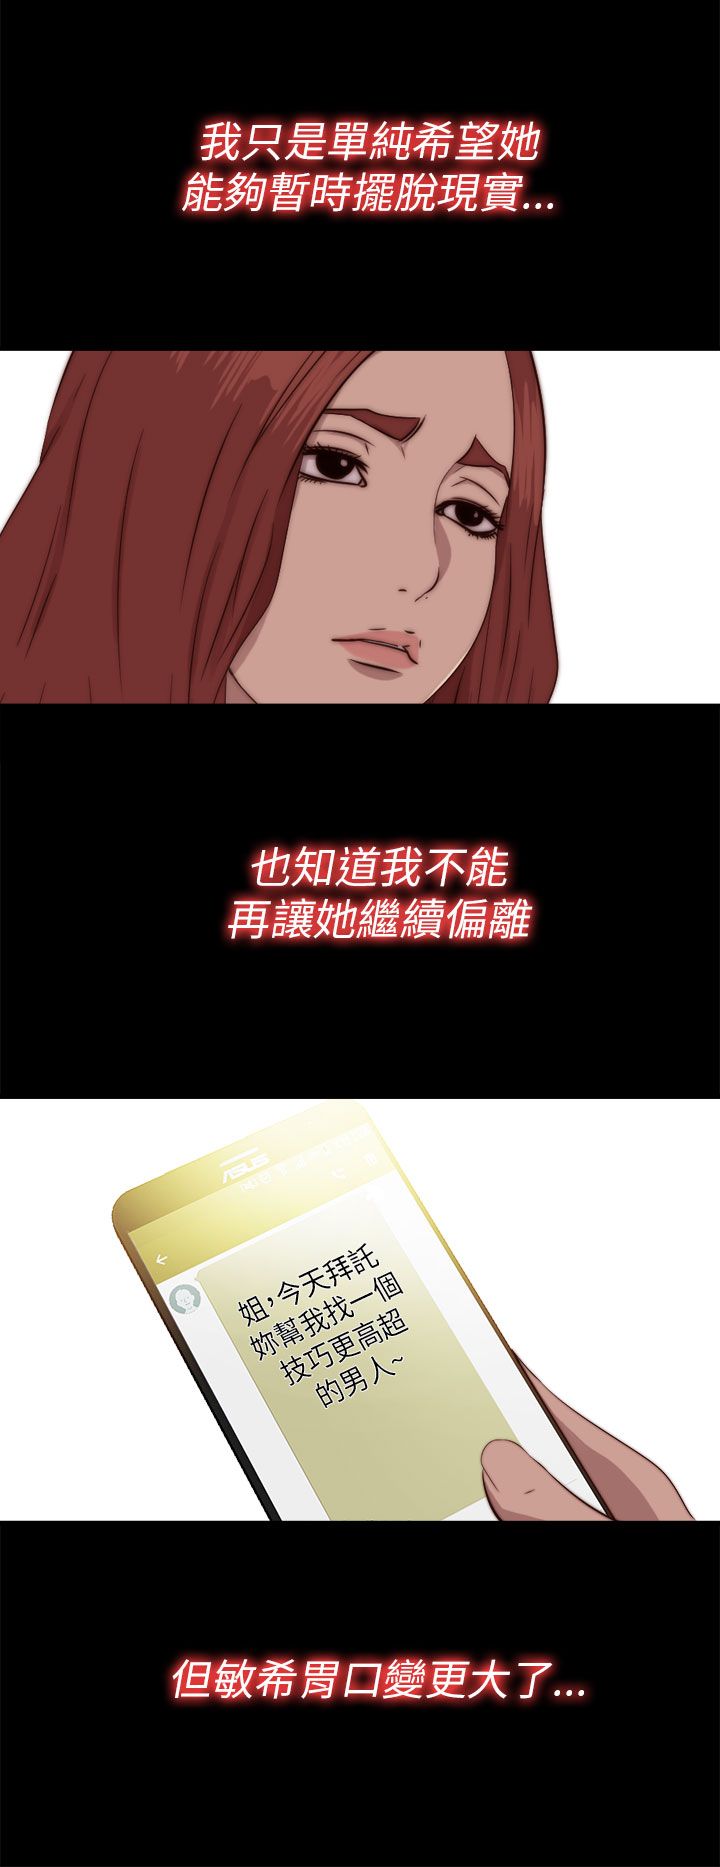 我只是單純希望她
能夠暫時擺脫現實...
也知道我不能
再讓她繼續偏離
ASUS
姐，今天拜託
妳幫我找一個
技巧更高超
的男人~
但敏希胃口變更大了...